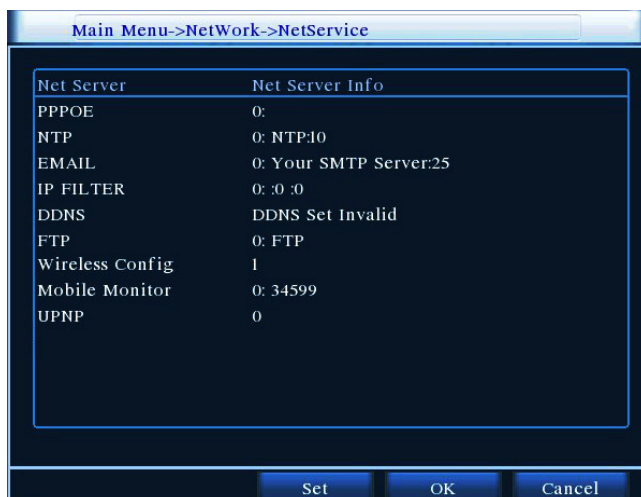 Main Menu->NetWork->NetService
Net Server Net Server Info
PPPOE 0:
NTP 0: NTP:10
EMAIL 0: Your SMTP Server:25
IP FILTER 0: :0 :0
DDNS DDNS Set Invalid
FTP 0: FTP
Wireless Config 1
Mobile Monitor 0: 34599
UPNP 0
Set OK Cancel